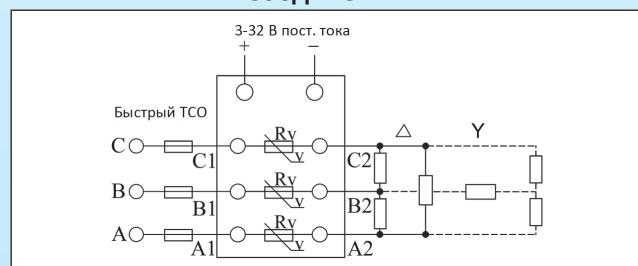 3-32 В пост. тока
+ −
Быстрый ТСО
C C1 Rv v C2 △ Y
B B1 Rv v B2
A A1 Rv v A2